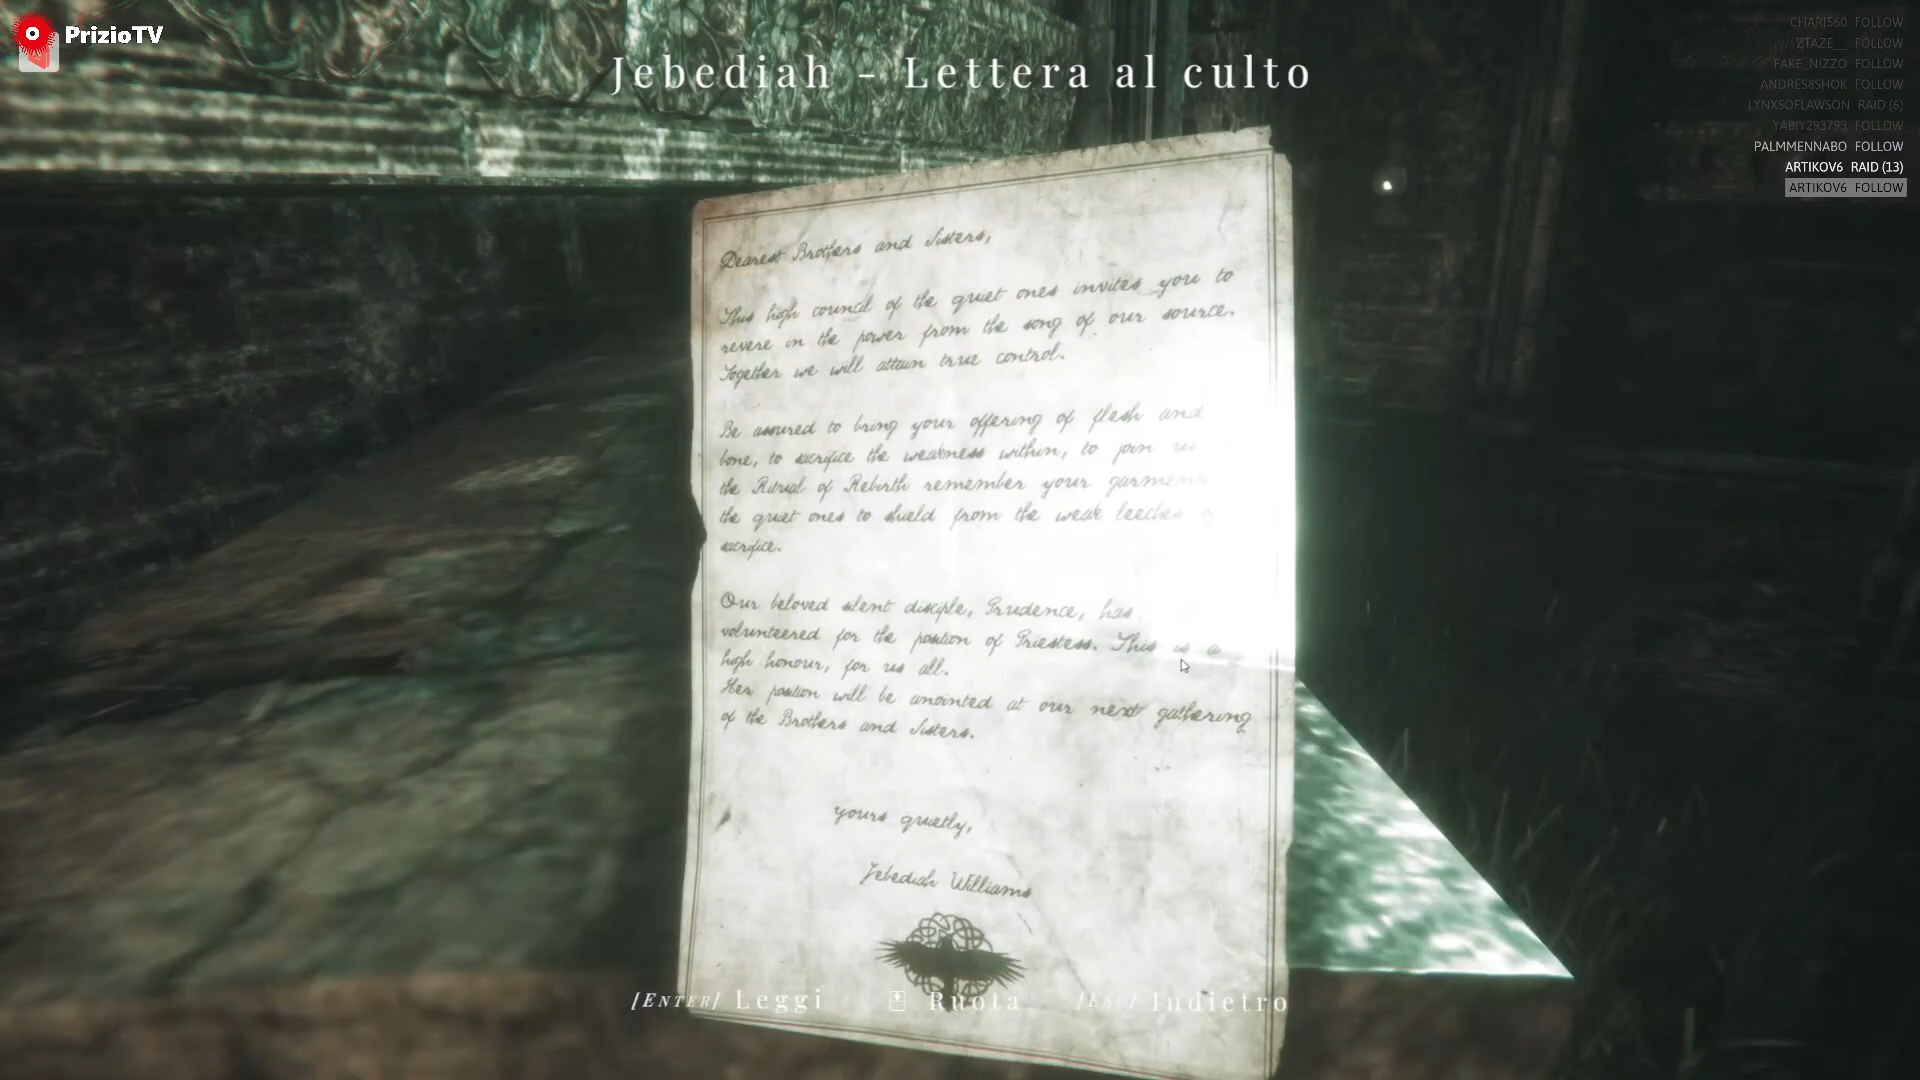 PrizioTV
Jebediah - Lettera al culto
CHARIS60 FOLLOW
ZTAZE__ FOLLOW
FAKE_NIZZO FOLLOW
ANDRES8SHOK FOLLOW
LYNXSOFLAWSON RAID (6)
YABIY293793 FOLLOW
PALMMENNABO FOLLOW
ARTIKOV6 RAID (13)
ARTIKOV6 FOLLOW
Dearest Brothers and Sisters,
This high council of the quiet ones invites you to
revere in the power from the song of our source.
Together we will attain true control.
Be assured to bring your offering of flesh and
bone, to sacrifice the weakness within, to join us
the Ritual of Rebirth remember your garmen
the quiet ones to shield from the weak leeches
sacrifice.
Our beloved silent disciple, Prudence, has
volunteered for the position of Priestess. This is a
high honour, for us all.
Her position will be anointed at our next gathering
of the Brothers and Sisters.
yours quietly,
Jebediah Williams
[ENTER] Leggi Ruota [ESC] Indietro